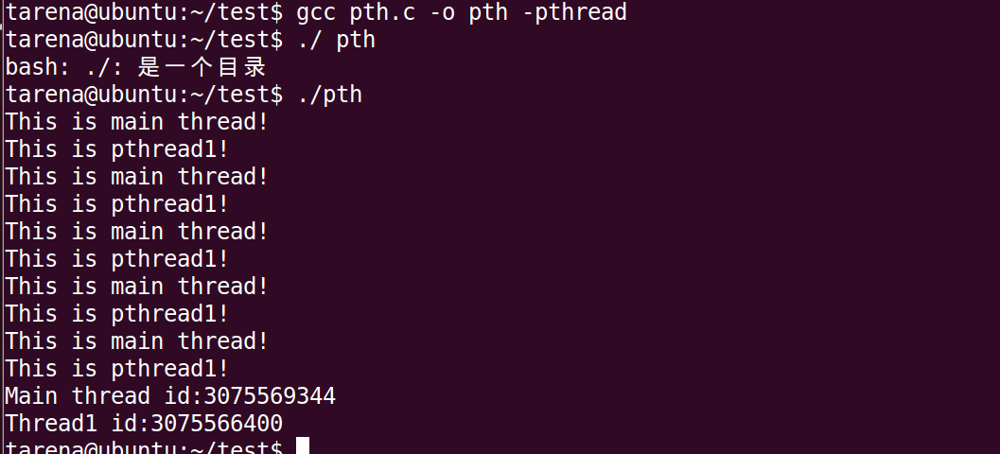 tarena@ubuntu:~/test$ gcc pth.c -o pth -pthread
tarena@ubuntu:~/test$ ./ pth
bash: ./: 是一个目录
tarena@ubuntu:~/test$ ./pth
This is main thread!
This is pthread1!
This is main thread!
This is pthread1!
This is main thread!
This is pthread1!
This is main thread!
This is pthread1!
This is main thread!
This is pthread1!
Main thread id:3075569344
Thread1 id:3075566400
tarena@ubuntu:~/test$